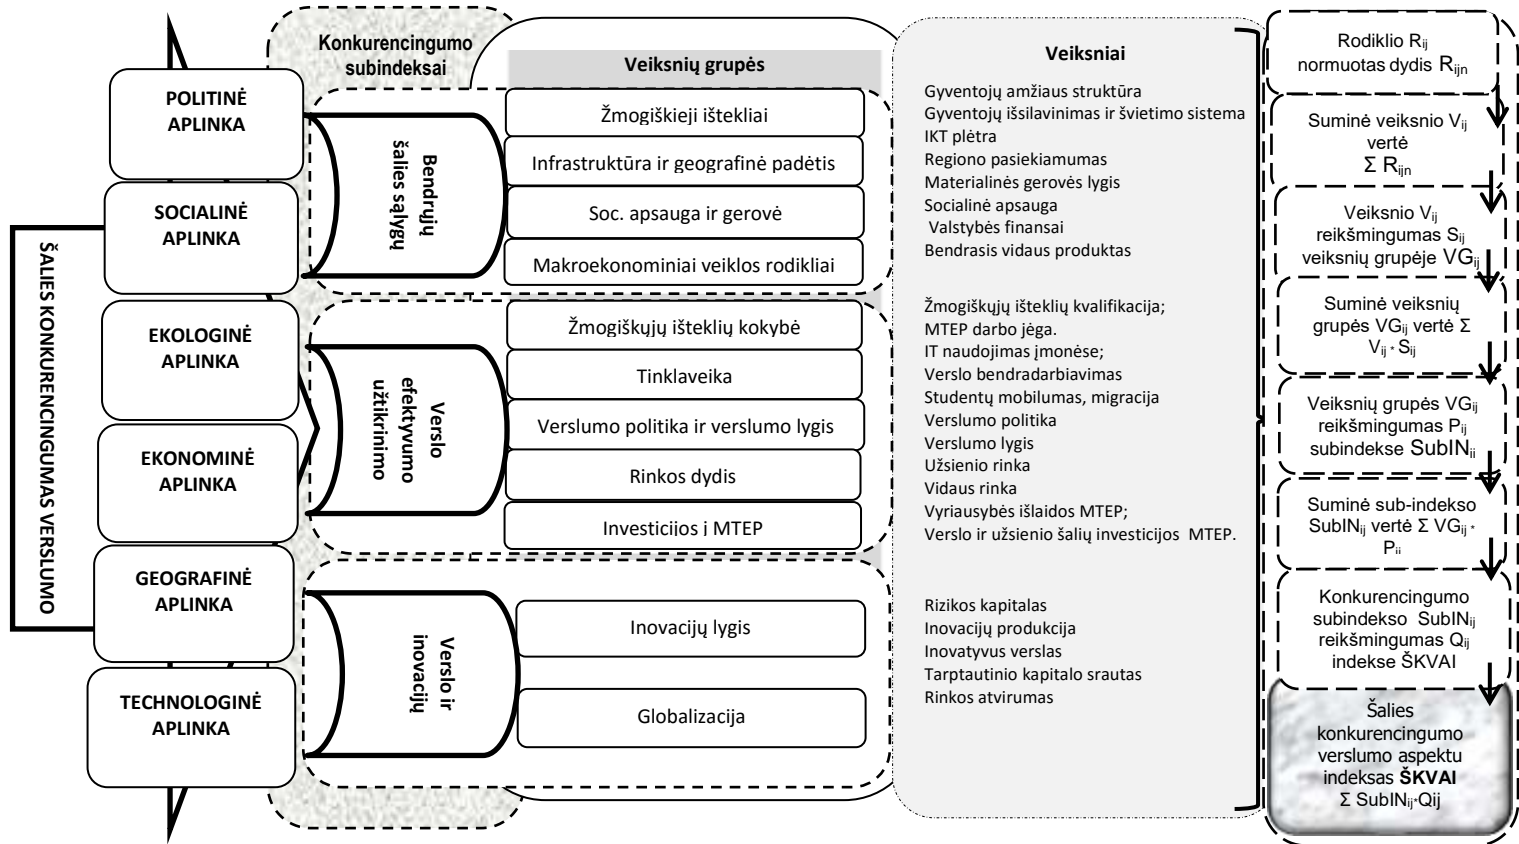 ŠALIES KONKURENCINGUMAS VERSLUMO
POLITINĖ
APLINKA
SOCIALINĖ
APLINKA
EKOLOGINĖ
APLINKA
EKONOMINĖ
APLINKA
GEOGRAFINĖ
APLINKA
TECHNOLOGINĖ
APLINKA
Konkurencingumo
subindeksai
Bendrųjų
šalies sąlygų
Verslo
efektyvumo
užtikrinimo
Verslo ir
inovacijų
Veiksnių grupės
Žmogiškieji ištekliai
Infrastruktūra ir geografinė padėtis
Soc. apsauga ir gerovė
Makroekonominiai veiklos rodikliai
Žmogiškųjų išteklių kokybė
Tinklaveika
Verslumo politika ir verslumo lygis
Rinkos dydis
Investicijos į MTEP
Inovacijų lygis
Globalizacija
Veiksniai
Gyventojų amžiaus struktūra
Gyventojų išsilavinimas ir švietimo sistema
IKT plėtra
Regiono pasiekiamumas
Materialinės gerovės lygis
Socialinė apsauga
Valstybės finansai
Bendrasis vidaus produktas
Žmogiškųjų išteklių kvalifikacija;
MTEP darbo jėga.
IT naudojimas įmonėse;
Verslo bendradarbiavimas
Studentų mobilumas, migracija
Verslumo politika
Verslumo lygis
Užsienio rinka
Vidaus rinka
Vyriausybės išlaidos MTEP;
Verslo ir užsienio šalių investicijos MTEP.
Rizikos kapitalas
Inovacijų produkcija
Inovatyvus verslas
Tarptautinio kapitalo srautas
Rinkos atvirumas
Rodiklio Rij
normuotas dydis Rijn
Suminė veiksnio Vij
vertė
Σ Rijn
Veiksnio Vij
reikšmingumas Sij
veiksnių grupėje VGij
Suminė veiksnių
grupės VGij vertė Σ
Vij * Sij
Veiksnių grupės VGij
reikšmingumas Pij
subindekse SubINij
Suminė sub-indekso
SubINij vertė Σ VGij *
Pij
Konkurencingumo
subindekso SubINij
reikšmingumas Qij
indekse ŠKVAI
Šalies
konkurencingumo
verslumo aspektu
indeksas ŠKVAI
Σ SubINij*Qij